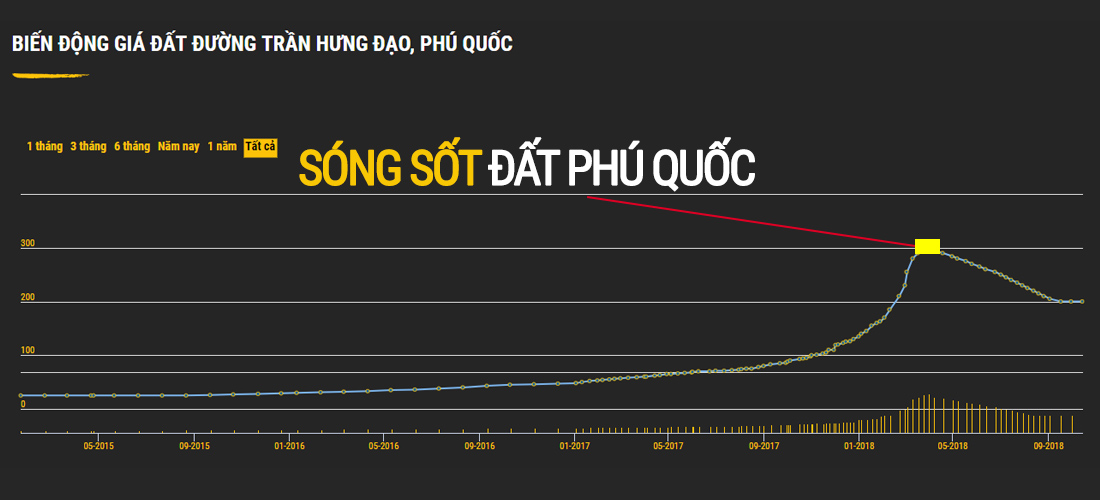 BIẾN ĐỘNG GIÁ ĐẤT ĐƯỜNG TRẦN HƯNG ĐẠO, PHÚ QUỐC
1 tháng 3 tháng 6 tháng Năm nay 1 năm Tất cả
SÓNG SỐT ĐẤT PHÚ QUỐC
300
200
100
0
05-2015 09-2015 01-2016 05-2016 09-2016 01-2017 05-2017 09-2017 01-2018 05-2018 09-2018